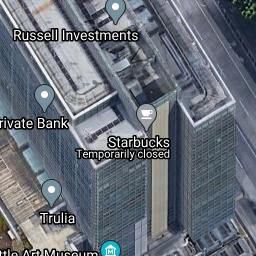 Russell Investments
rivate Bank
Starbucks
Temporarily closed
Trulia
ttle Art Museum